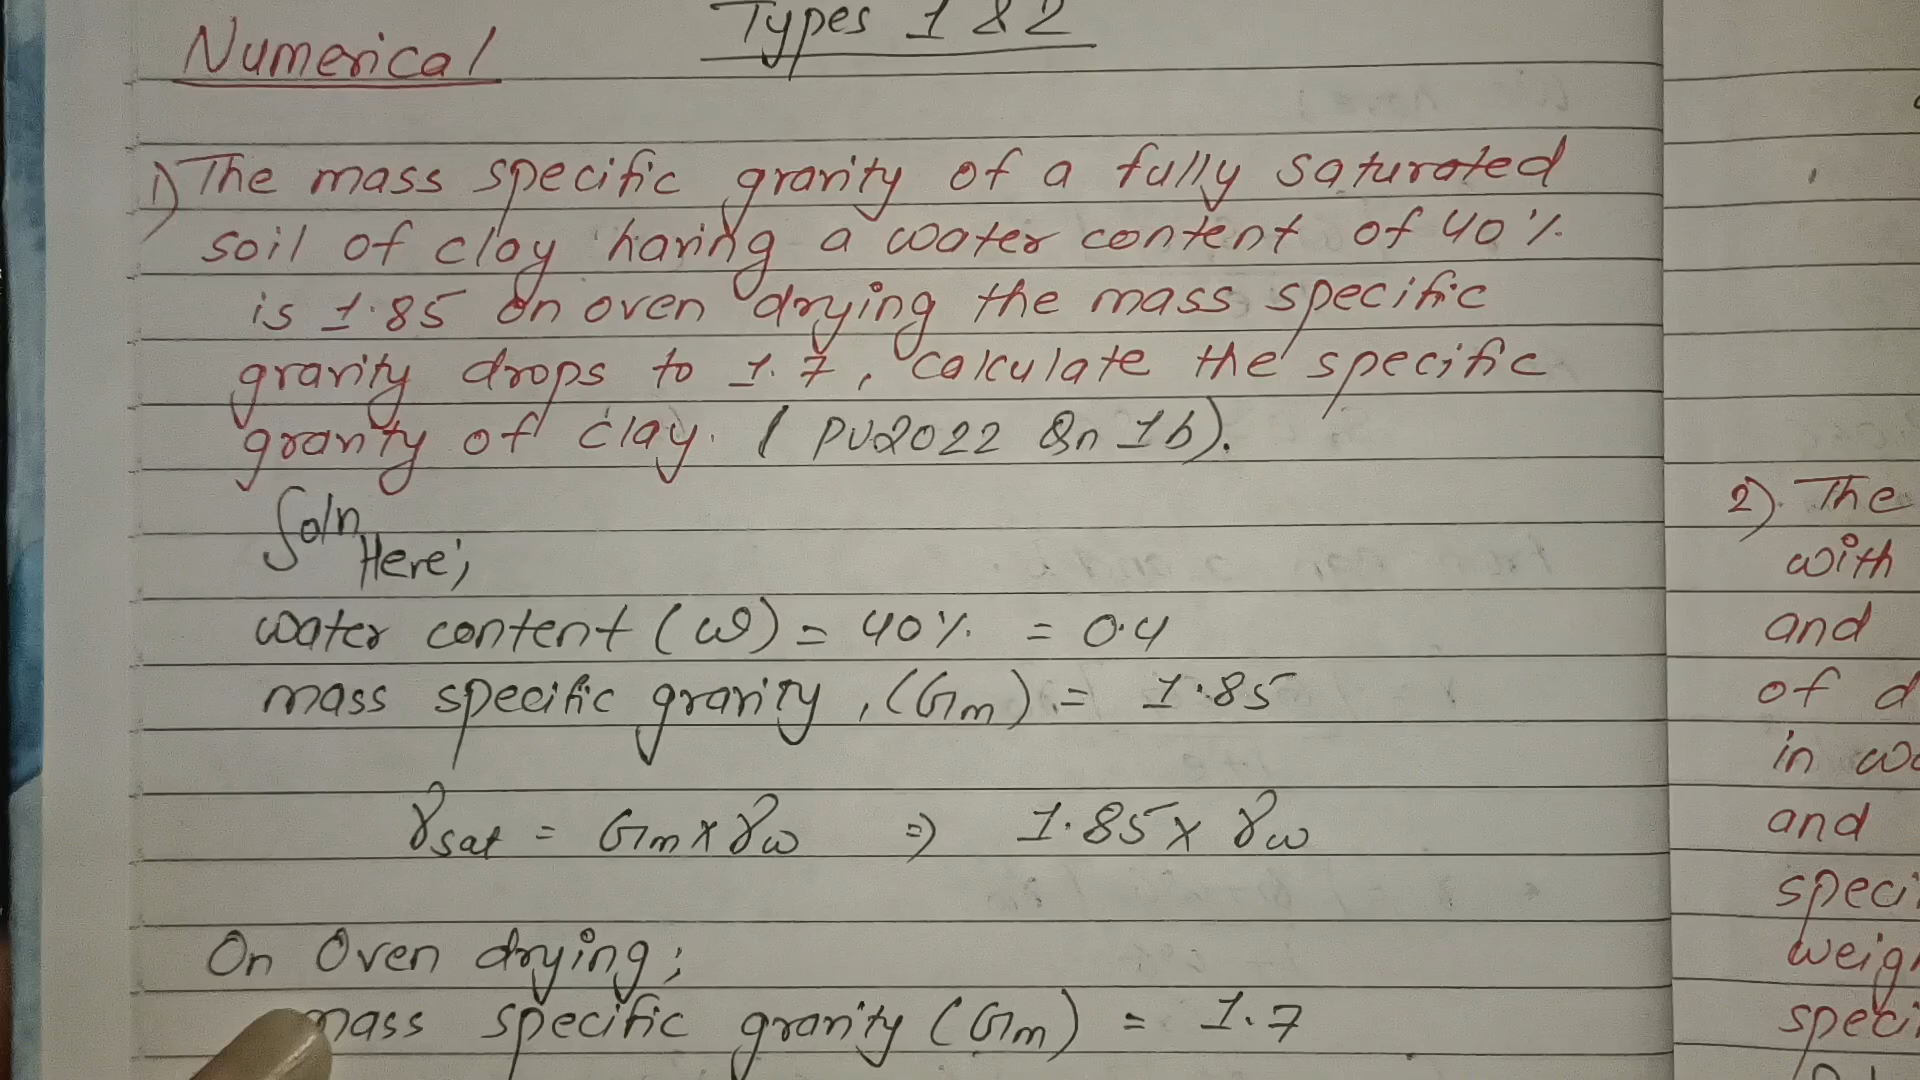 Types 1 & 2
Numerical
1) The mass specific gravity of a fully saturated
soil of clay having a water content of 40%
is 1.85 On oven drying the mass specific
gravity drops to 1.7, calculate the specific
gravity of clay. (PU2022 Qn 1b).
Soln
Here;
water content (ω) = 40% = 0.4
mass specific gravity, (Gm) = 1.85
γsat = Gm x γω ⇒ 1.85 x γω
On Oven drying;
mass specific gravity (Gm) = 1.7
2). The
with
and
of d
in wa
and
speci
weig
speci